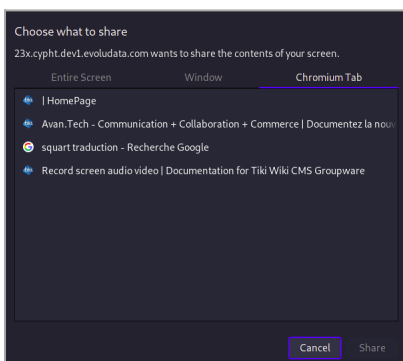 Choose what to share
23x.cypht.dev1.evoludata.com wants to share the contents of your screen.
Entire Screen Window Chromium Tab
| HomePage
Avan.Tech - Communication + Collaboration + Commerce | Documentez la nouv
squart traduction - Recherche Google
Record screen audio video | Documentation for Tiki Wiki CMS Groupware
Cancel Share